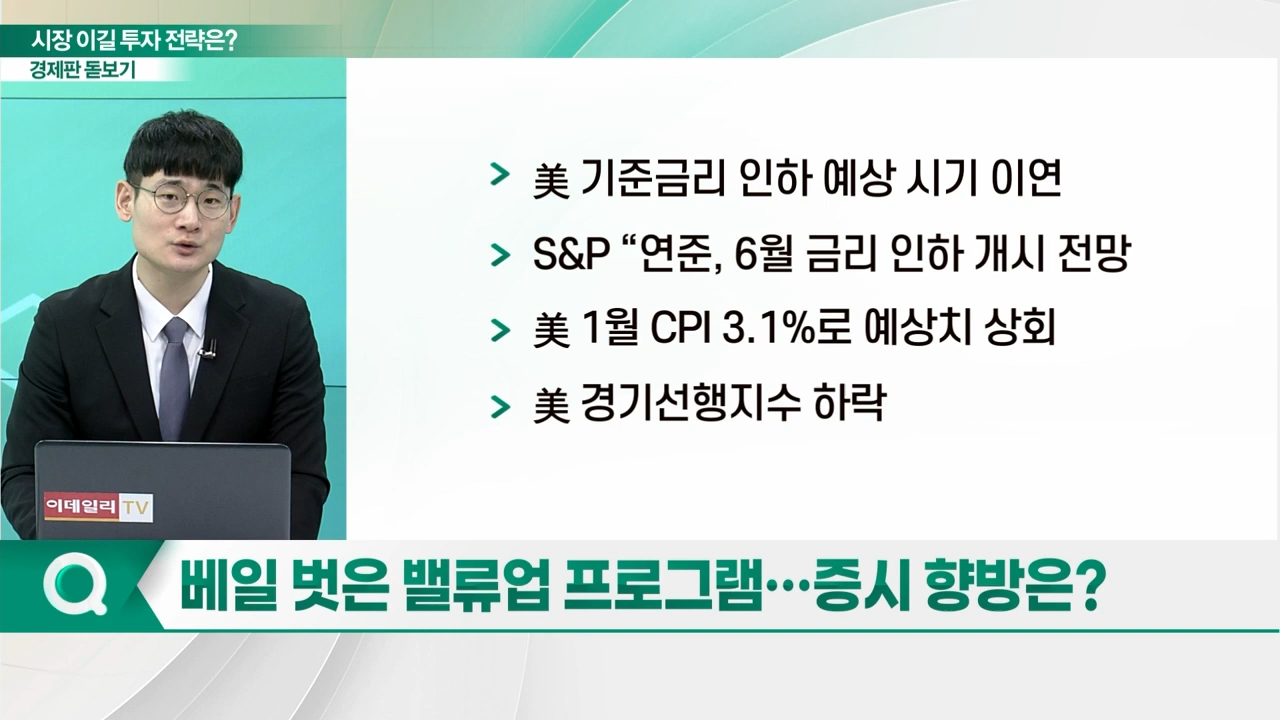 시장 이길 투자 전략은?
경제판 돋보기
美 기준금리 인하 예상 시기 이연
S&P “연준, 6월 금리 인하 개시 전망
美 1월 CPI 3.1%로 예상치 상회
美 경기선행지수 하락
이데일리 TV
베일 벗은 밸류업 프로그램…증시 향방은?